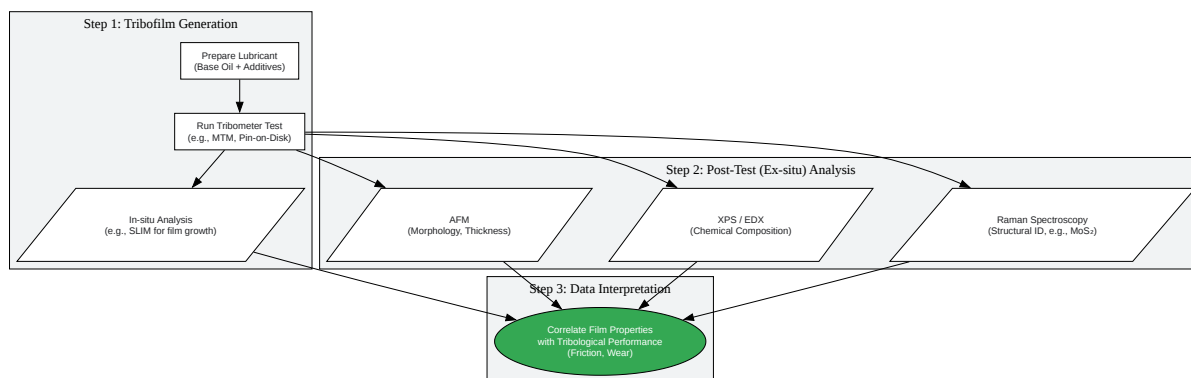 Step 1: Tribofilm Generation
Prepare Lubricant
(Base Oil + Additives)
Run Tribometer Test
(e.g., MTM, Pin-on-Disk)
In-situ Analysis
(e.g., SLIM for film growth)
Step 2: Post-Test (Ex-situ) Analysis
AFM
(Morphology, Thickness)
XPS / EDX
(Chemical Composition)
Raman Spectroscopy
(Structural ID, e.g., MoS₂)
Step 3: Data Interpretation
Correlate Film Properties
with Tribological Performance
(Friction, Wear)